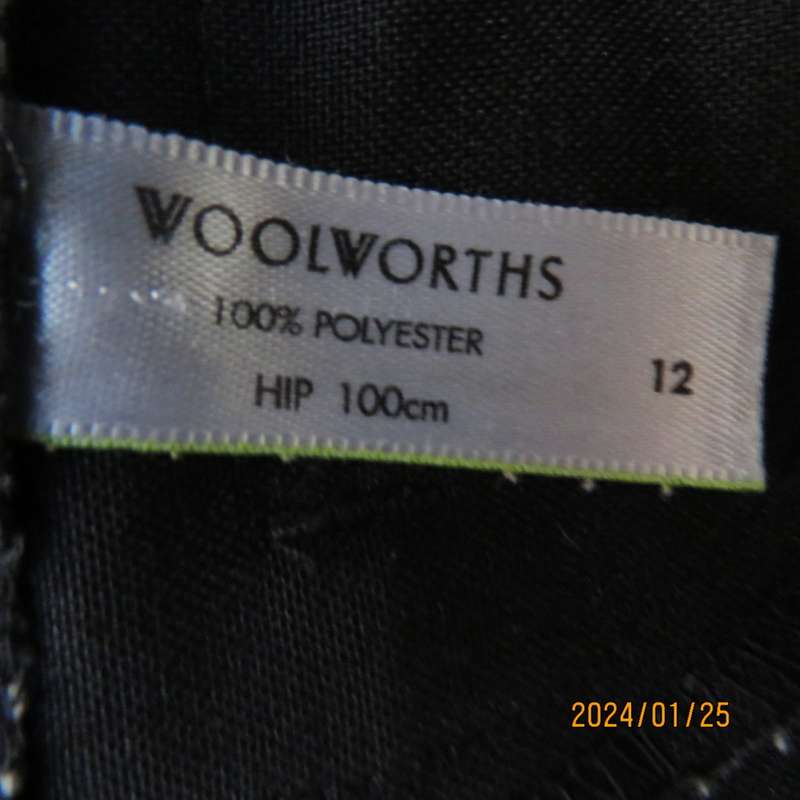 WOOLWORTHS
100% POLYESTER
HIP 100cm
12
2024/01/25